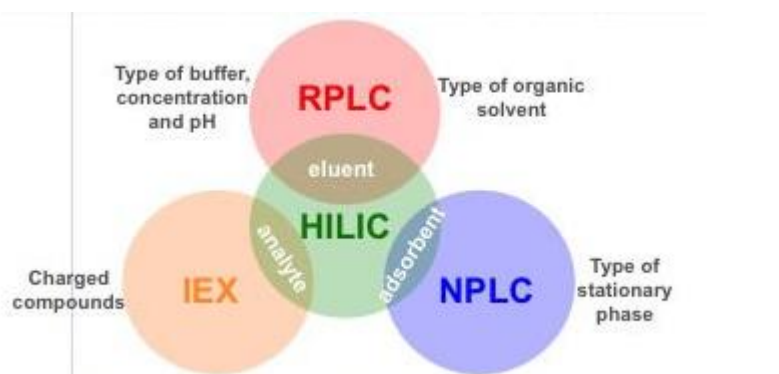 Type of buffer,
concentration
and pH
RPLC
Type of organic
solvent
eluent
HILIC
analyte
adsorbent
Charged
compounds
IEX
NPLC
Type of
stationary
phase